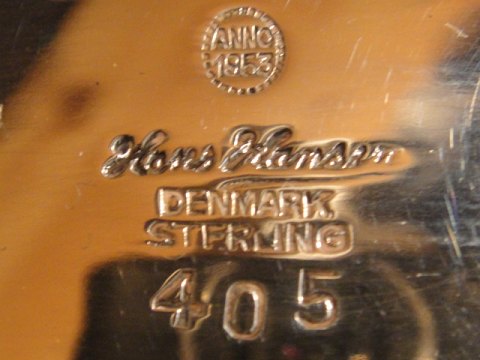 ANNO
1953
Hans Hansen
DENMARK
STERLING
405